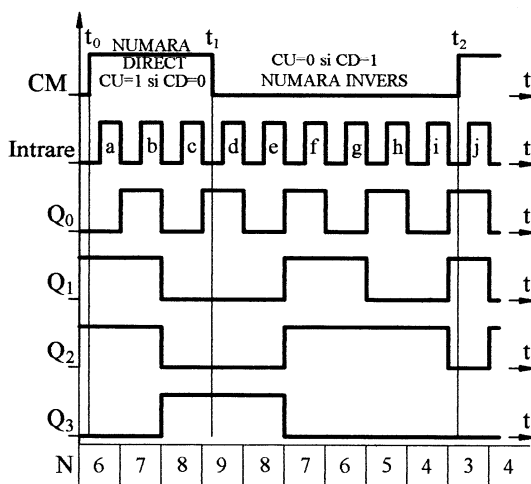 t0 NUMARA t1 t2
DIRECT CU=0 si CD=1
CM CU=1 si CD=0 NUMARA INVERS t
Intrare a b c d e f g h i j t
Q0 t
Q1 t
Q2 t
Q3 t
N 6 7 8 9 8 7 6 5 4 3 4